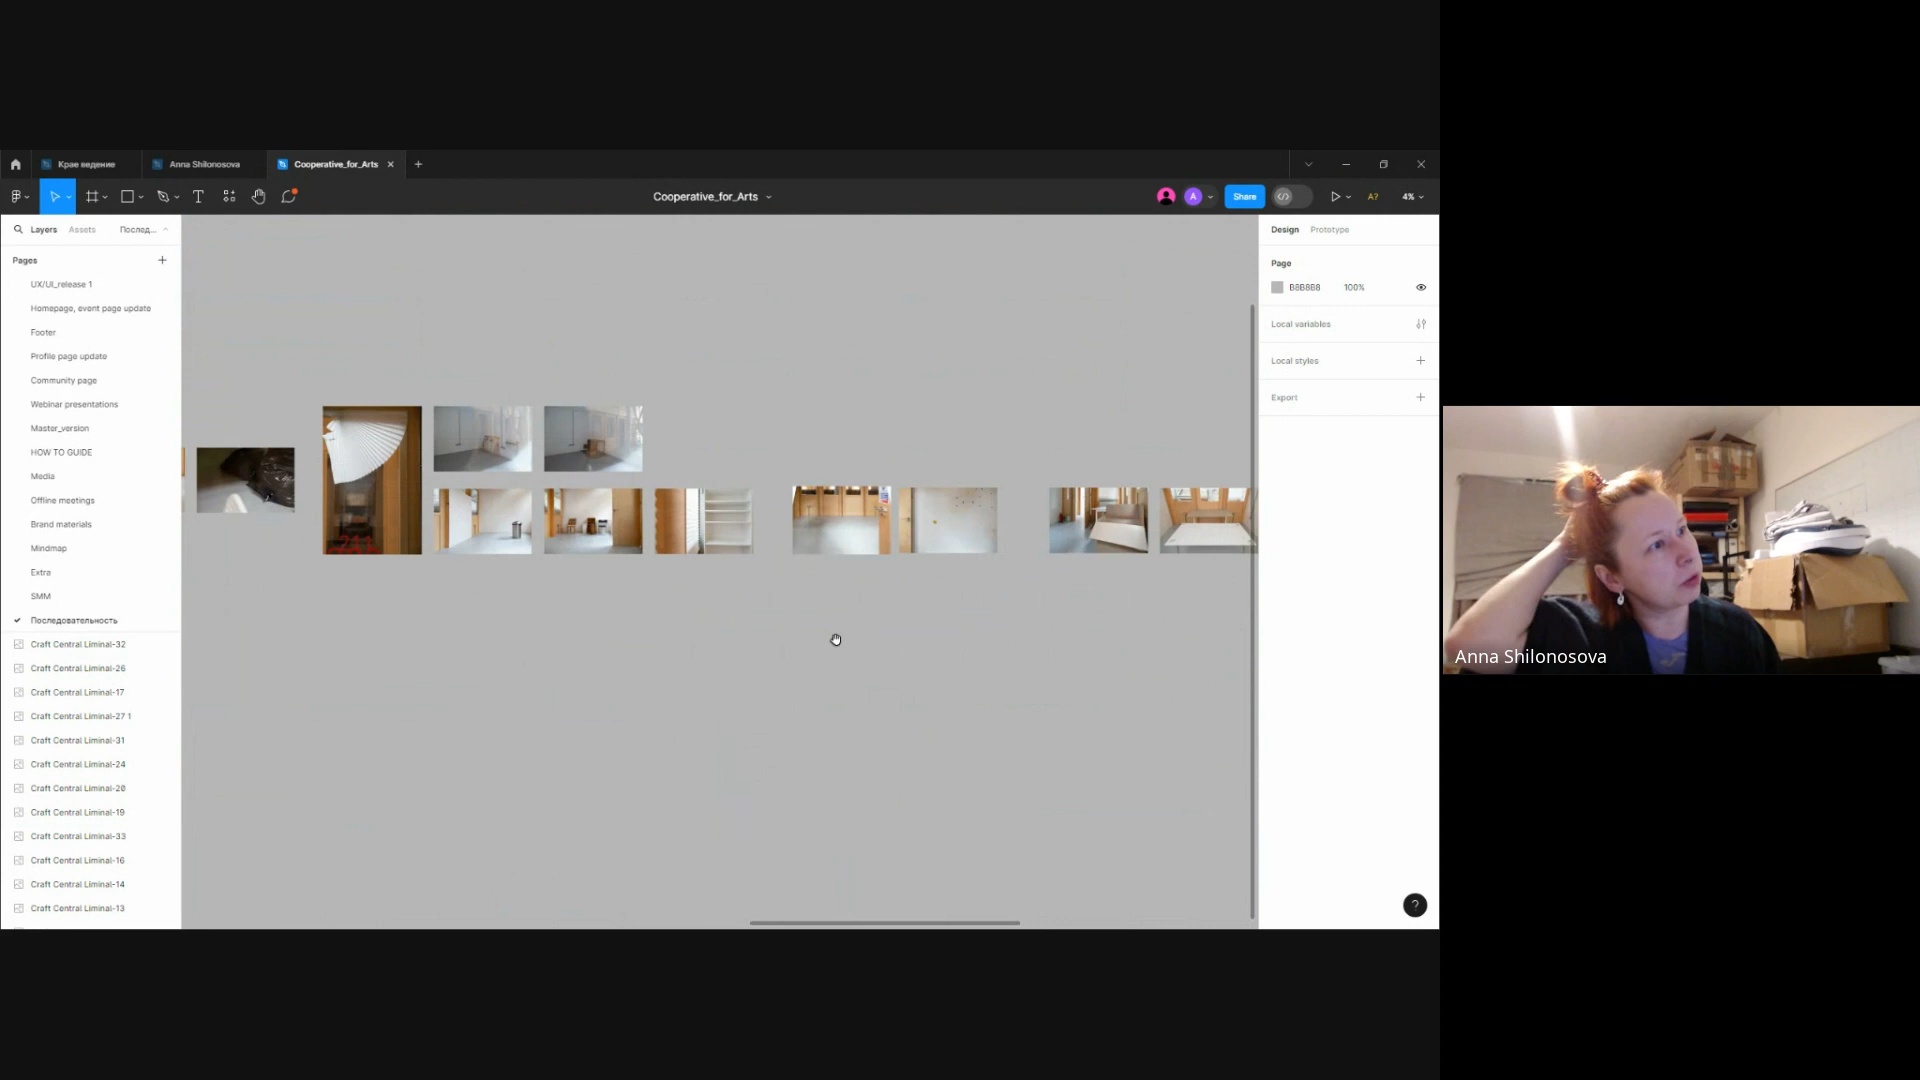 Крае ведение
Anna Shilonosova
Cooperative_for_Arts
Cooperative_for_Arts
A
Share
A?
4%
Layers
Assets
Послед...
Pages
UX/UI_release 1
Homepage, event page update
Footer
Profile page update
Community page
Webinar presentations
Master_version
HOW TO GUIDE
Media
Offline meetings
Brand materials
Mindmap
Extra
SMM
Последовательность
Craft Central Liminal-32
Craft Central Liminal-26
Craft Central Liminal-17
Craft Central Liminal-27 1
Craft Central Liminal-31
Craft Central Liminal-24
Craft Central Liminal-20
Craft Central Liminal-19
Craft Central Liminal-33
Craft Central Liminal-16
Craft Central Liminal-14
Craft Central Liminal-13
211
Design
Prototype
Page
B8B8B8
100%
Local variables
Local styles
Export
?
Anna Shilonosova